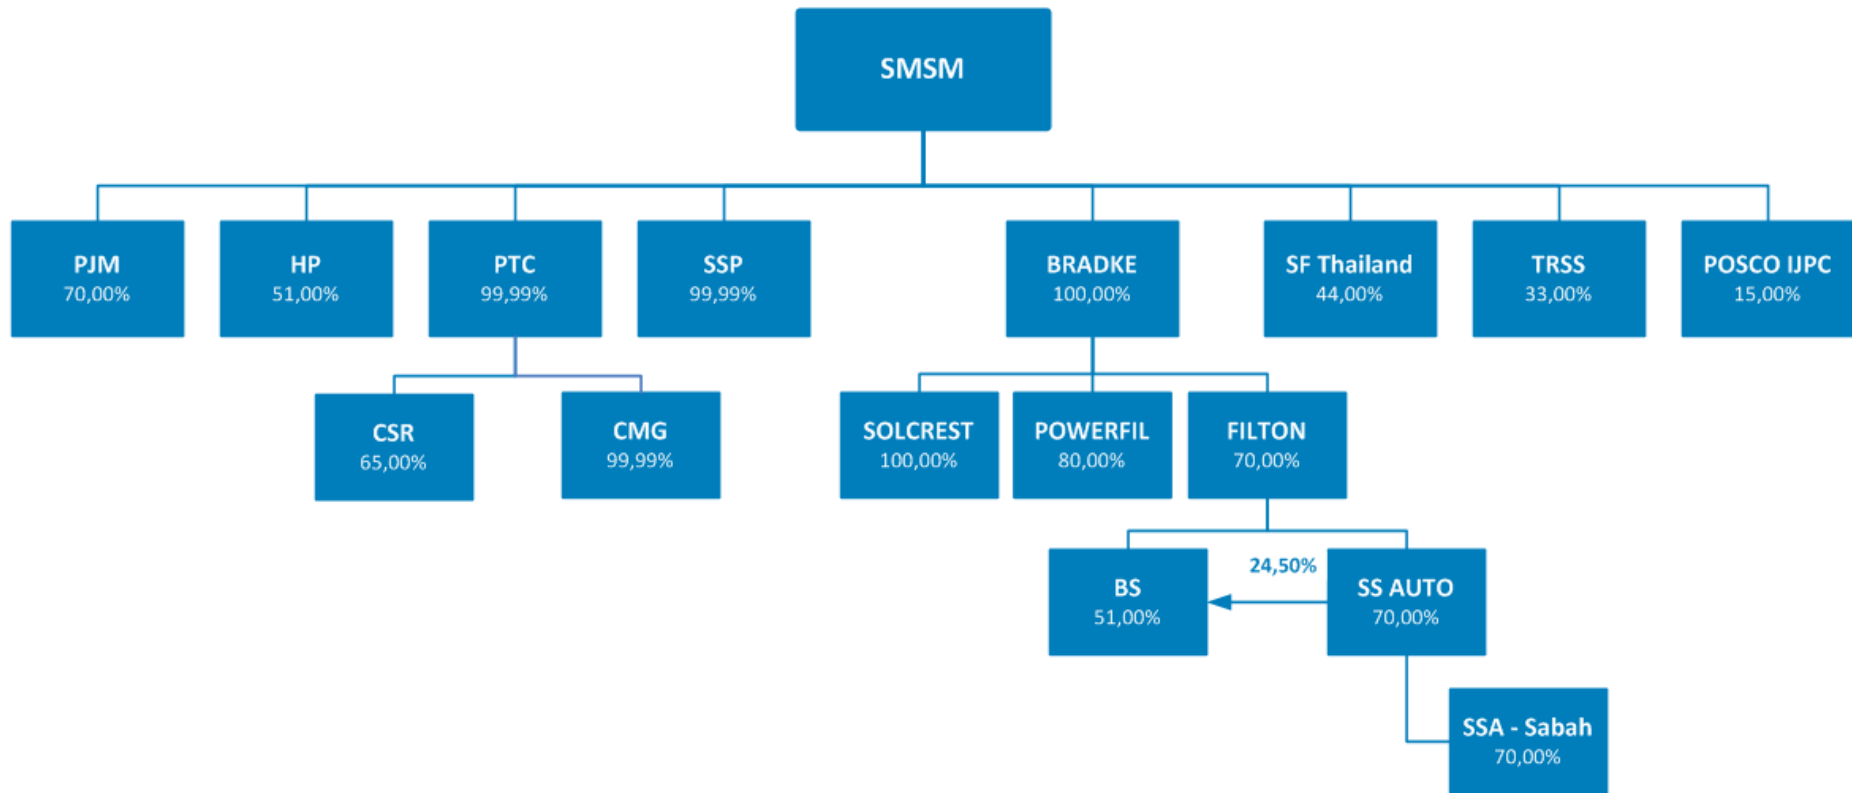 SMSM
PJM
70,00%
HP
51,00%
PTC
99,99%
SSP
99,99%
BRADKE
100,00%
SF Thailand
44,00%
TRSS
33,00%
POSCO IJPC
15,00%
CSR
65,00%
CMG
99,99%
SOLCREST
100,00%
POWERFIL
80,00%
FILTON
70,00%
BS
51,00%
24,50%
SS AUTO
70,00%
SSA - Sabah
70,00%